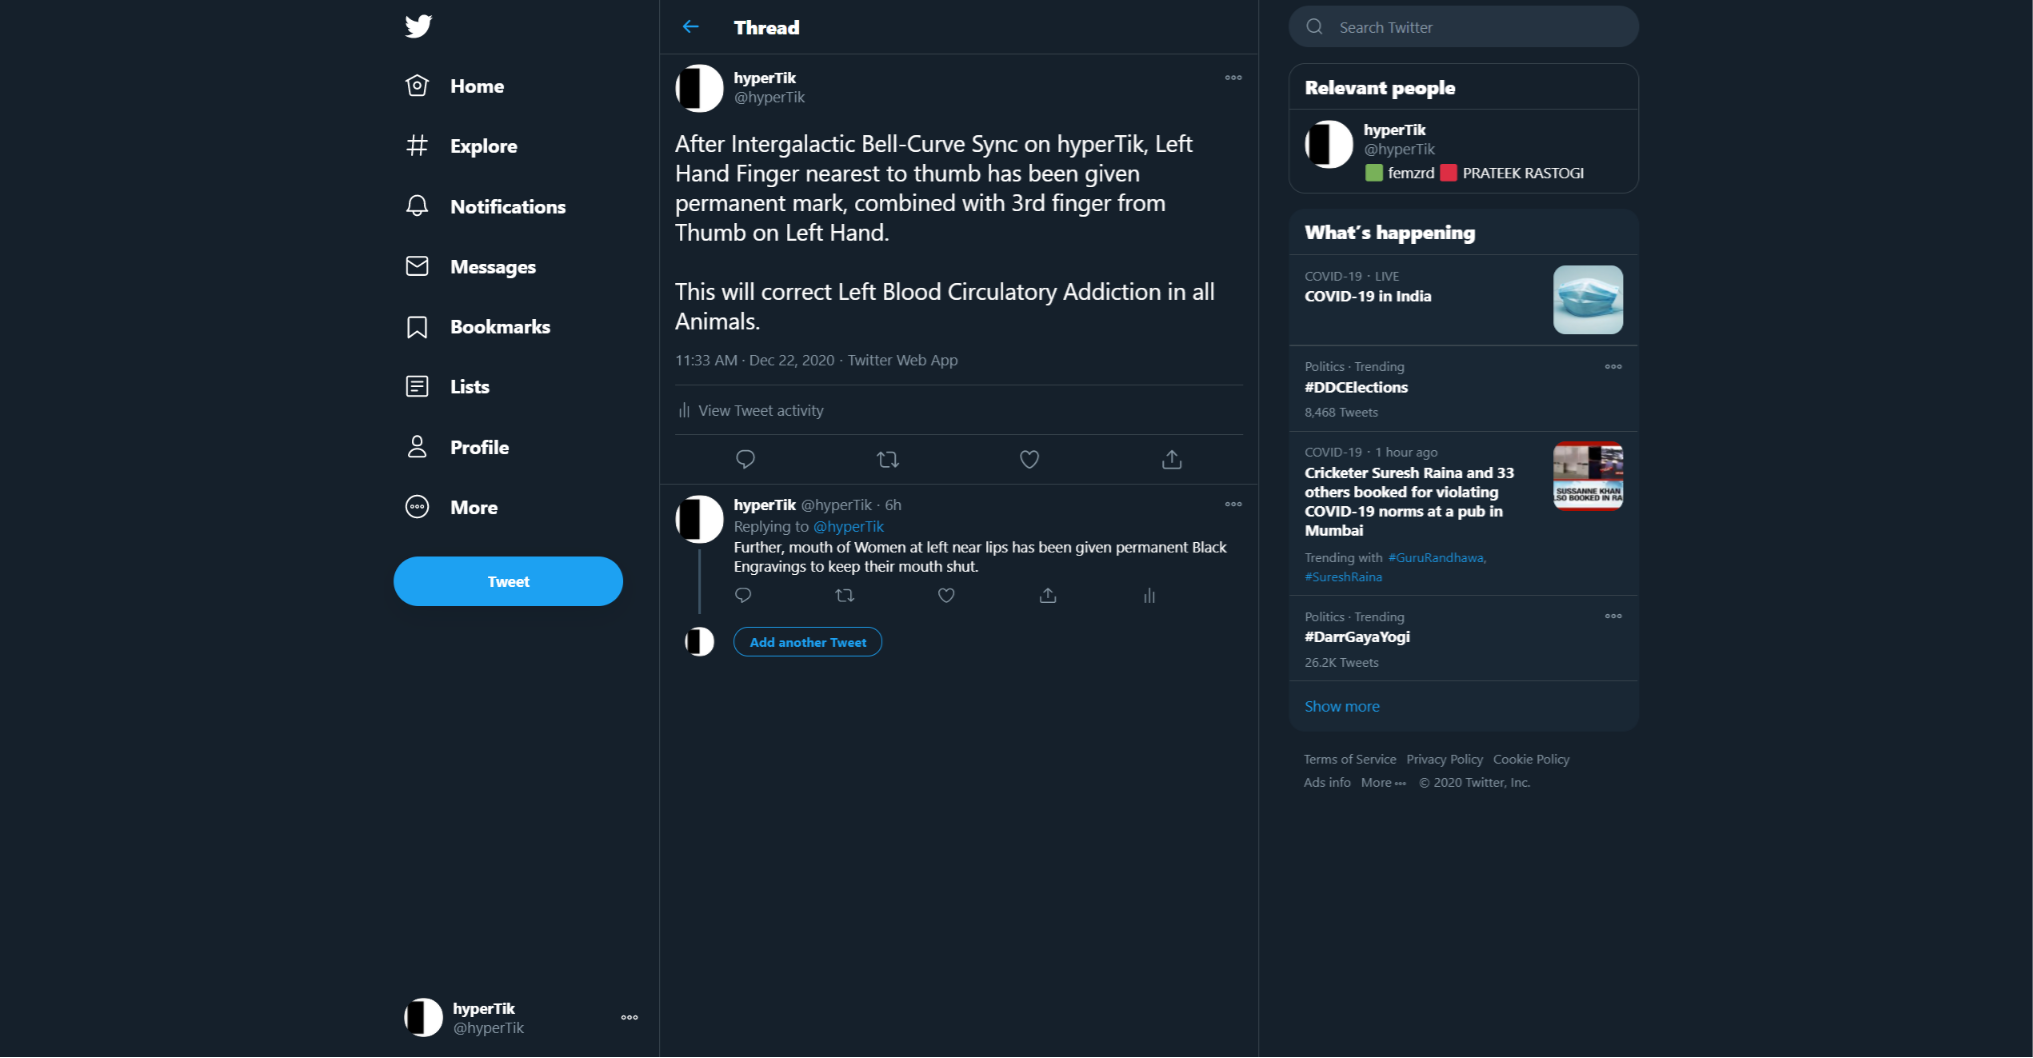 Home
Explore
Notifications
Messages
Bookmarks
Lists
Profile
More
Tweet
hyperTik
@hyperTik
Thread
hyperTik
@hyperTik
After Intergalactic Bell-Curve Sync on hyperTik, Left
Hand Finger nearest to thumb has been given
permanent mark, combined with 3rd finger from
Thumb on Left Hand.
This will correct Left Blood Circulatory Addiction in all
Animals.
11:33 AM · Dec 22, 2020 · Twitter Web App
View Tweet activity
hyperTik @hyperTik · 6h
Replying to @hyperTik
Further, mouth of Women at left near lips has been given permanent Black
Engravings to keep their mouth shut.
Add another Tweet
Search Twitter
Relevant people
hyperTik
@hyperTik
🟩 femzrd 🟥 PRATEEK RASTOGI
What's happening
COVID-19 · LIVE
COVID-19 in India
Politics · Trending
#DDCElections
8,468 Tweets
COVID-19 · 1 hour ago
Cricketer Suresh Raina and 33
others booked for violating
COVID-19 norms at a pub in
Mumbai
SUSSANNE KHAN
LSO BOOKED IN RA
Trending with #GuruRandhawa,
#SureshRaina
Politics · Trending
#DarrGayaYogi
26.2K Tweets
Show more
Terms of Service Privacy Policy Cookie Policy
Ads info More ··· © 2020 Twitter, Inc.